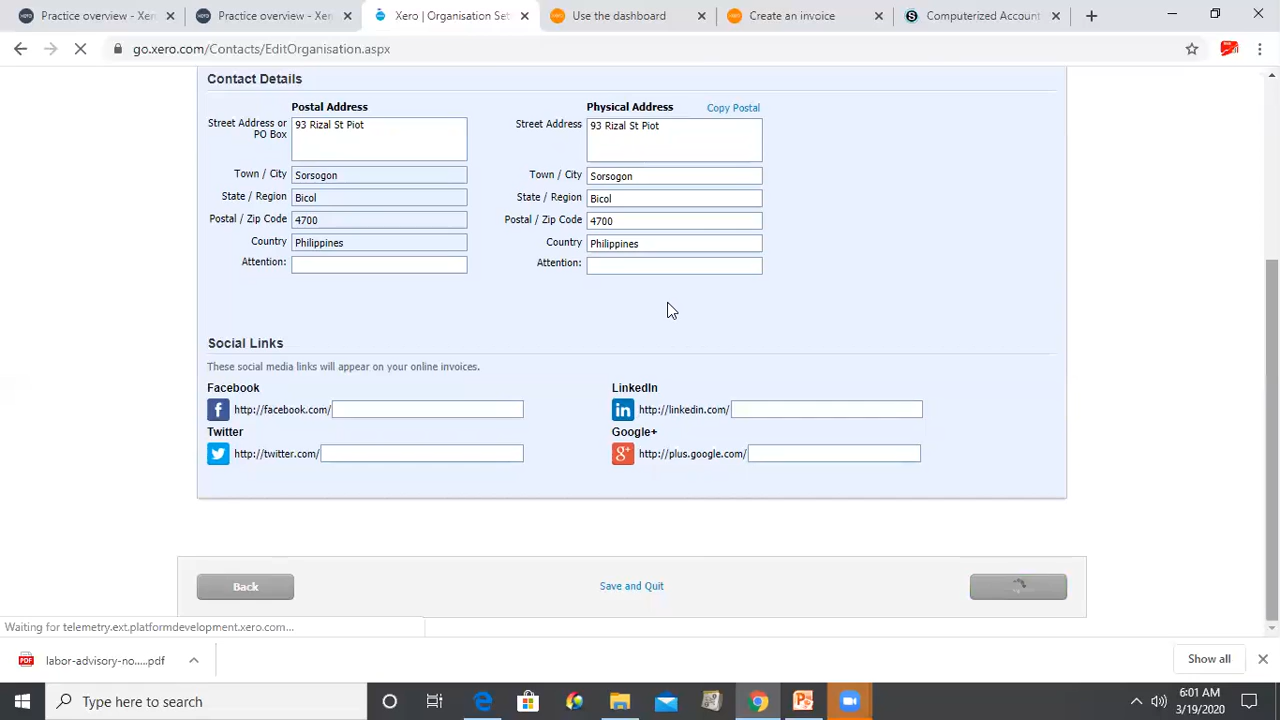 Practice overview - Xen
Practice overview - Xen
Xero | Organisation Set
Use the dashboard
Create an invoice
Computerized Account
go.xero.com/Contacts/EditOrganisation.aspx
Contact Details
Postal Address
Physical Address
Copy Postal
Street Address or
PO Box
93 Rizal St Piot
Street Address
93 Rizal St Piot
Town / City
Sorsogon
Town / City
Sorsogon
State / Region
Bicol
State / Region
Bicol
Postal / Zip Code
4700
Postal / Zip Code
4700
Country
Philippines
Country
Philippines
Attention:
Attention:
Social Links
These social media links will appear on your online invoices.
Facebook
LinkedIn
http://facebook.com/
http://linkedin.com/
Twitter
Google+
http://twitter.com/
http://plus.google.com/
Back
Save and Quit
Waiting for telemetry.ext.platformdevelopment.xero.com...
labor-advisory-no.....pdf
Show all
Type here to search
6:01 AM
3/19/2020